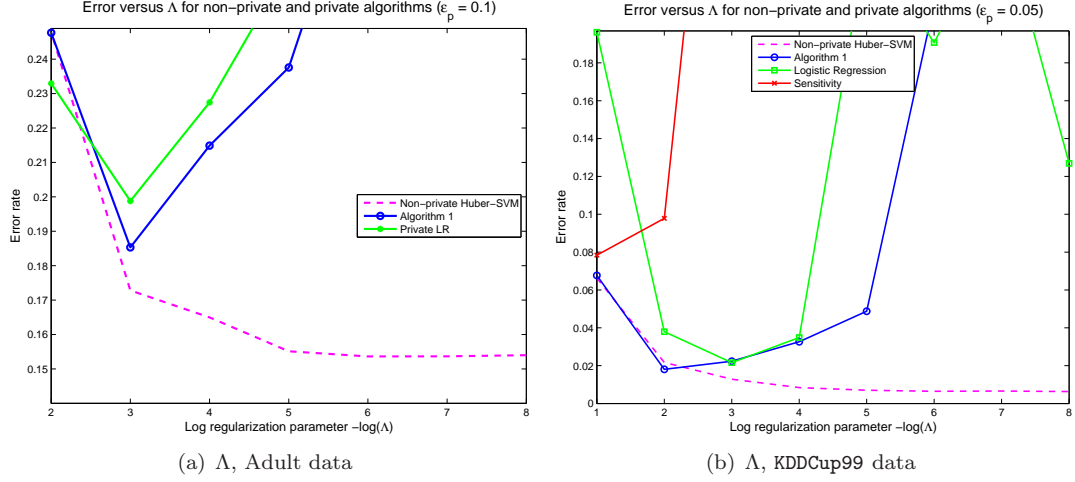 Error versus Λ for non-private and private algorithms (ε_p = 0.1)
0.24
0.23
0.22
0.21
0.2
0.19
0.18
0.17
0.16
0.15
Error rate
Non-private Huber-SVM
Algorithm 1
Private LR
2 3 4 5 6 7 8
Log regularization parameter -log(Λ)
(a) Λ, Adult data
Error versus Λ for non-private and private algorithms (ε_p = 0.05)
0.18
0.16
0.14
0.12
0.1
0.08
0.06
0.04
0.02
0
Error rate
Non-private Huber-SVM
Algorithm 1
Logistic Regression
Sensitivity
1 2 3 4 5 6 7 8
Log regularization parameter -log(Λ)
(b) Λ, KDDCup99 data